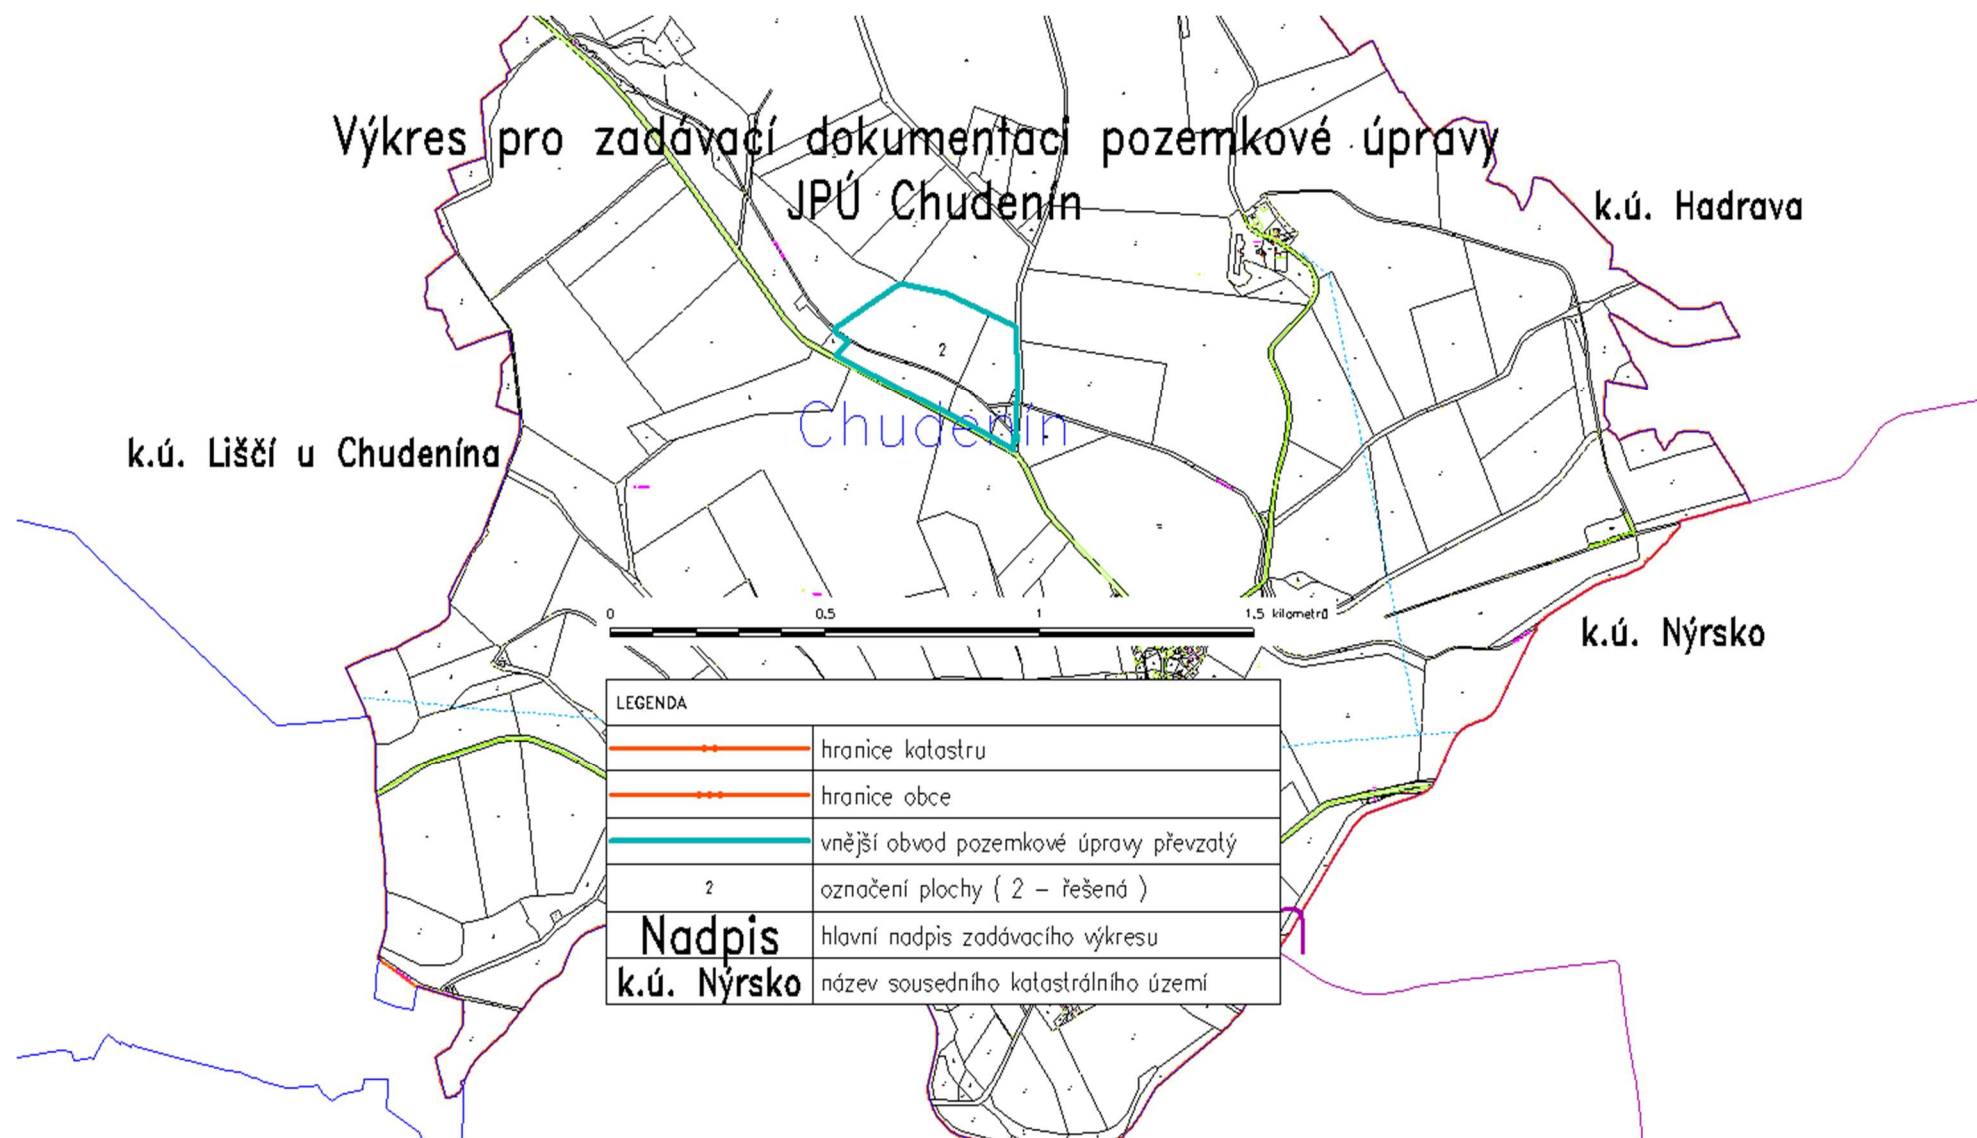 Výkres pro zadávací dokumentaci pozemkové úpravy
JPÚ Chudenín
k.ú. Hadrava
2
Chudenín
k.ú. Liščí u Chudenína
0 0.5 1 1.5 kilometrů
k.ú. Nýrsko
LEGENDA
hranice katastru
hranice obce
vnější obvod pozemkové úpravy převzatý
2 označení plochy ( 2 – řešená )
Nadpis hlavní nadpis zadávacího výkresu
k.ú. Nýrsko název sousedního katastrálního území